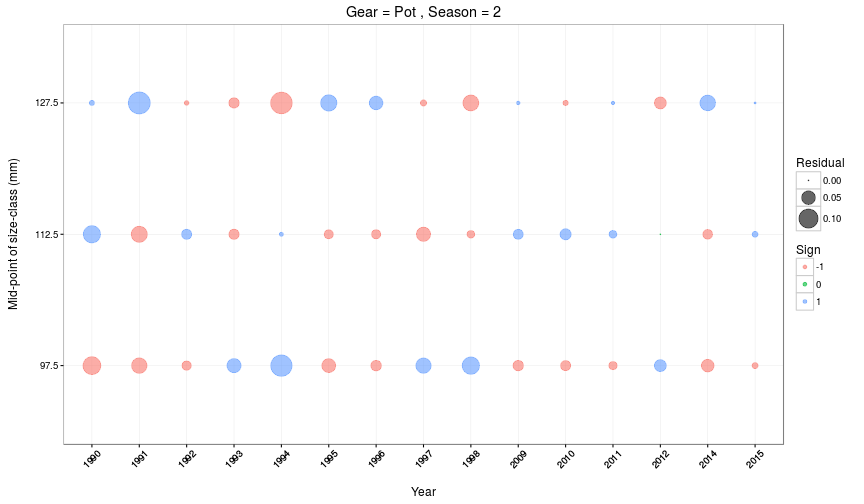 Gear = Pot , Season = 2
Mid-point of size-class (mm)
127.5
112.5
97.5
1990 1991 1992 1993 1994 1995 1996 1997 1998 2009 2010 2011 2012 2014 2015
Year
Residual
0.00
0.05
0.10
Sign
-1
0
1